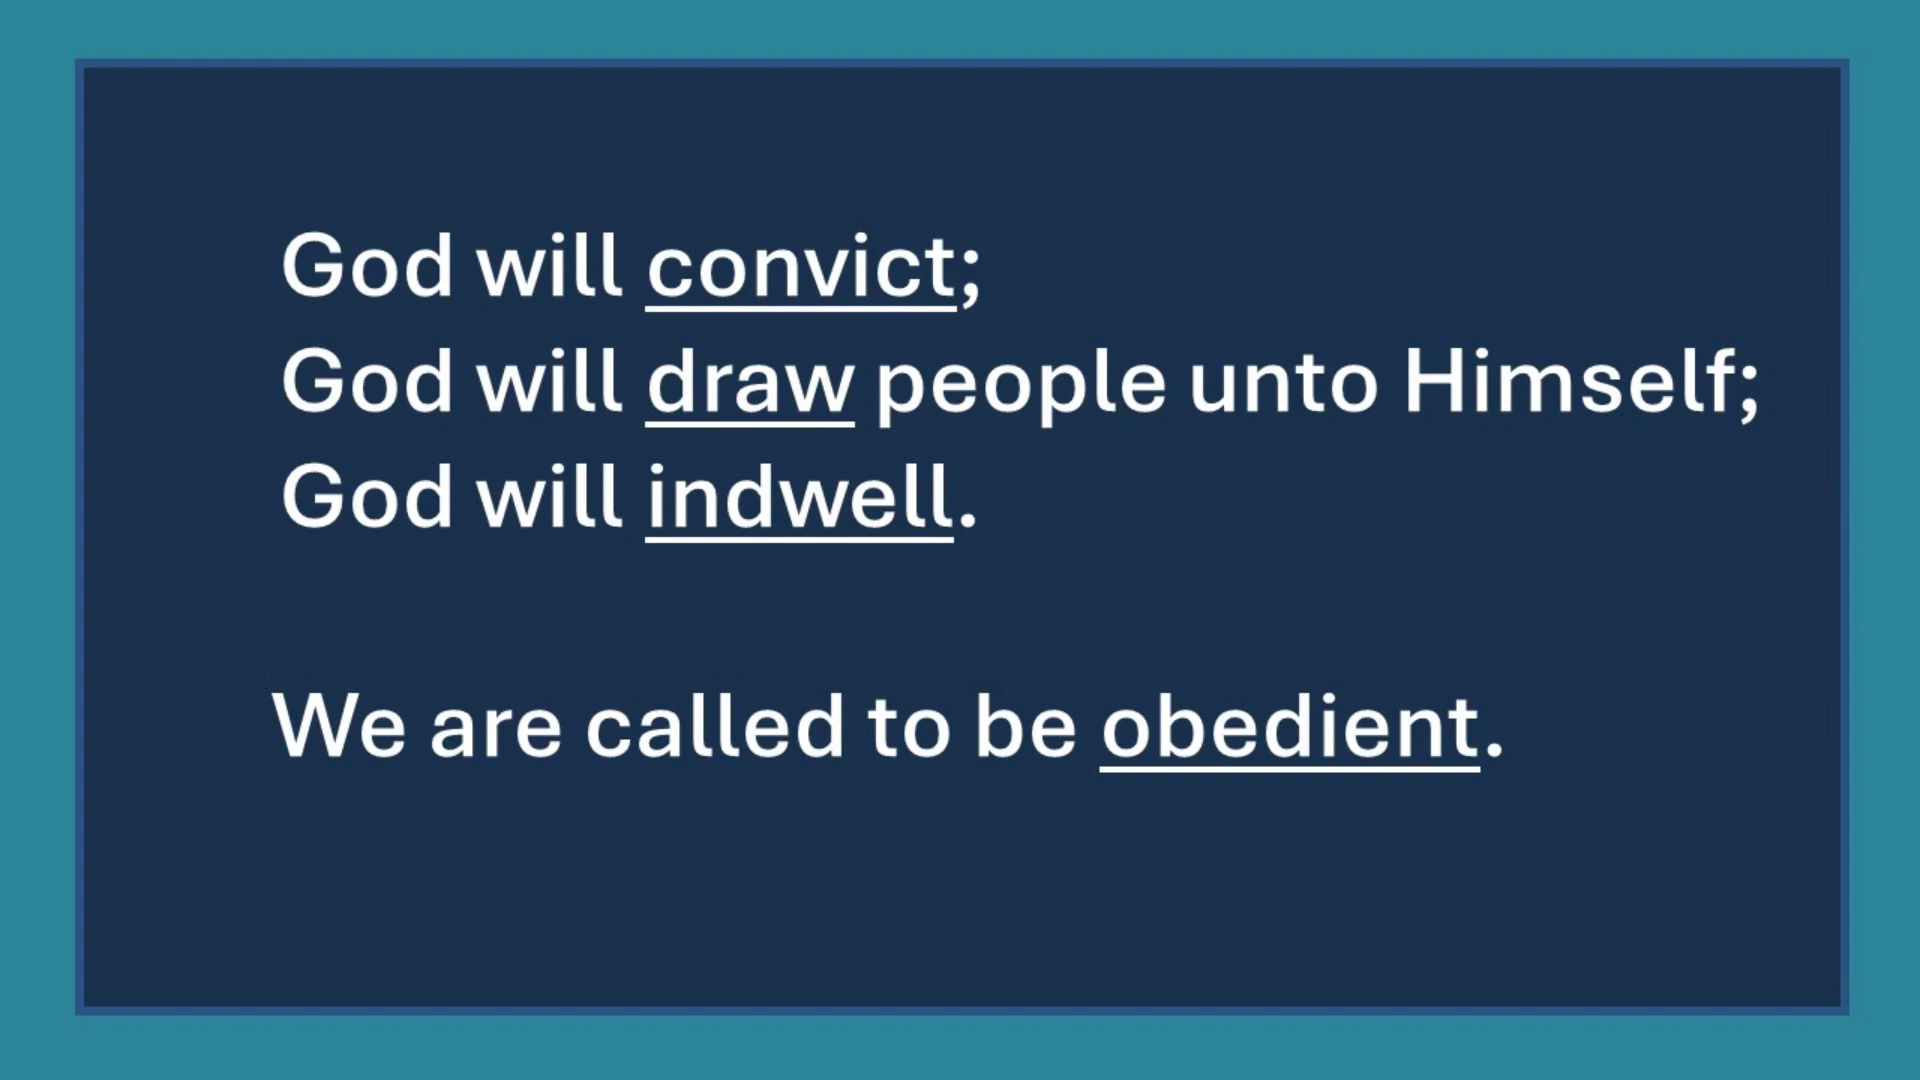 God will convict;
God will draw people unto Himself;
God will indwell.
We are called to be obedient.